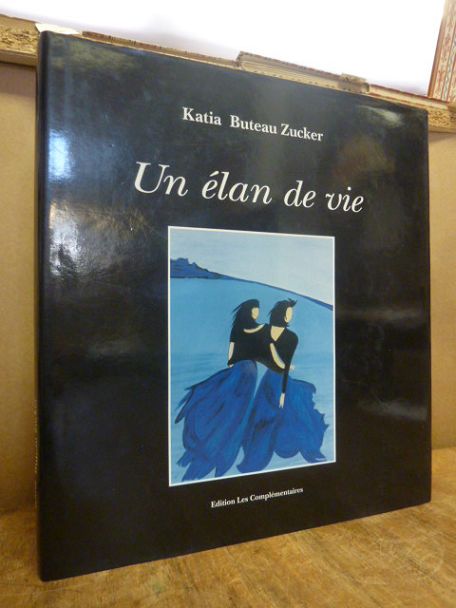 Katia Buteau Zucker
Un élan de vie
Edition Les Complémentaires